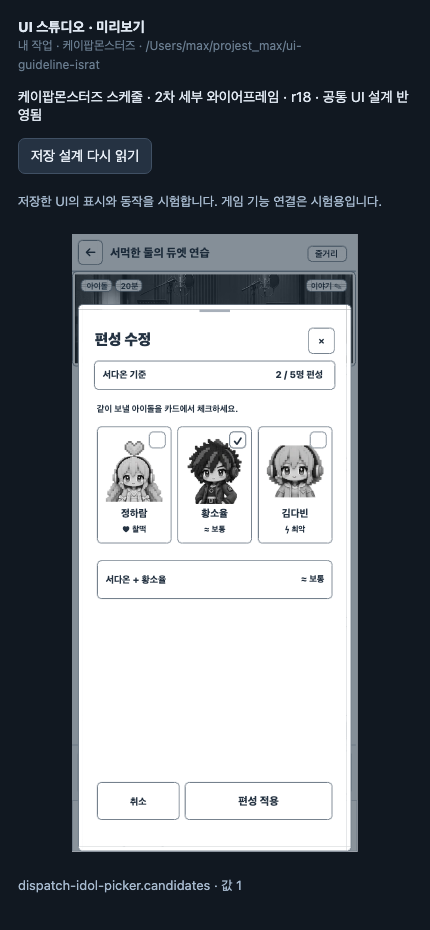 UI 스튜디오 · 미리보기
내 작업 · 케이팝몬스터즈 · /Users/max/projest_max/ui-
guideline-israt
케이팝몬스터즈 스케줄 · 2차 세부 와이어프레임 · r18 · 공통 UI 설계 반
영됨
저장 설계 다시 읽기
저장한 UI의 표시와 동작을 시험합니다. 게임 기능 연결은 시험용입니다.
← 서먹한 둘의 듀엣 연습 줄거리
아이돌 20분 이야기
편성 수정 ×
서다온 기준 2 / 5명 편성
같이 보낼 아이돌을 카드에서 체크하세요.
정하람 황소율 김다빈
♥ 찰떡 ≈ 보통 ϟ 최악
서다온 + 황소율 ≈ 보통
취소 편성 적용
dispatch-idol-picker.candidates · 값 1